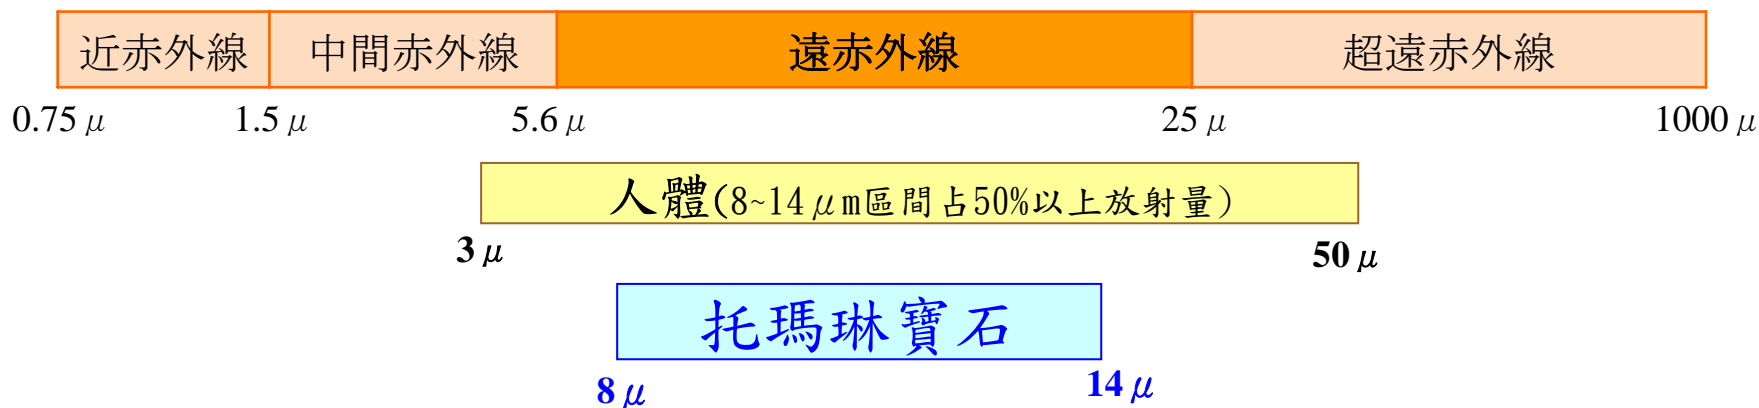 近赤外線 中間赤外線 遠赤外線 超遠赤外線
0.75μ 1.5μ 5.6μ 25μ 1000μ
人體(8~14μm區間占50%以上放射量)
3μ 50μ
托瑪琳寶石
8μ 14μ